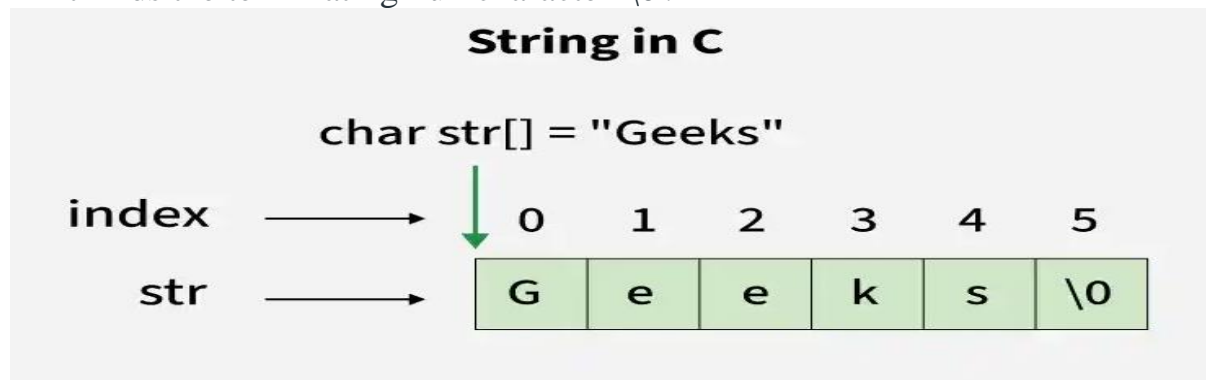 String in C
char str[] = "Geeks"
index 0 1 2 3 4 5
str G e e k s \0